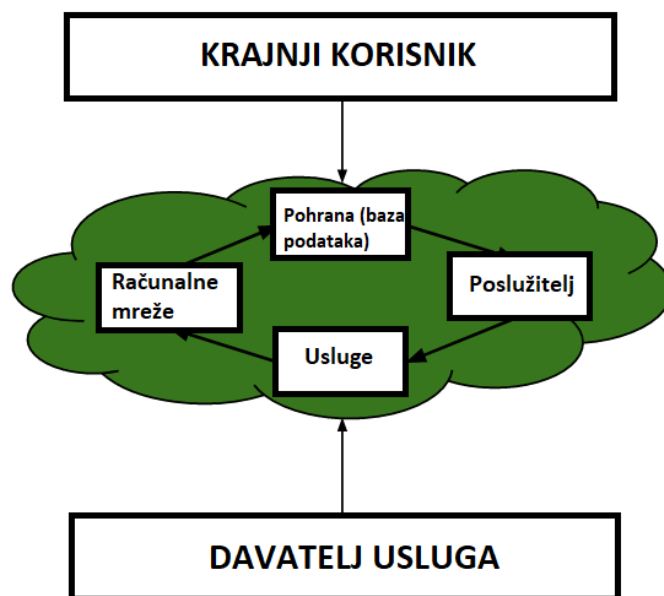 KRAJNJI KORISNIK
Pohrana (baza
podataka)
Računalne
mreže
Poslužitelj
Usluge
DAVATELJ USLUGA